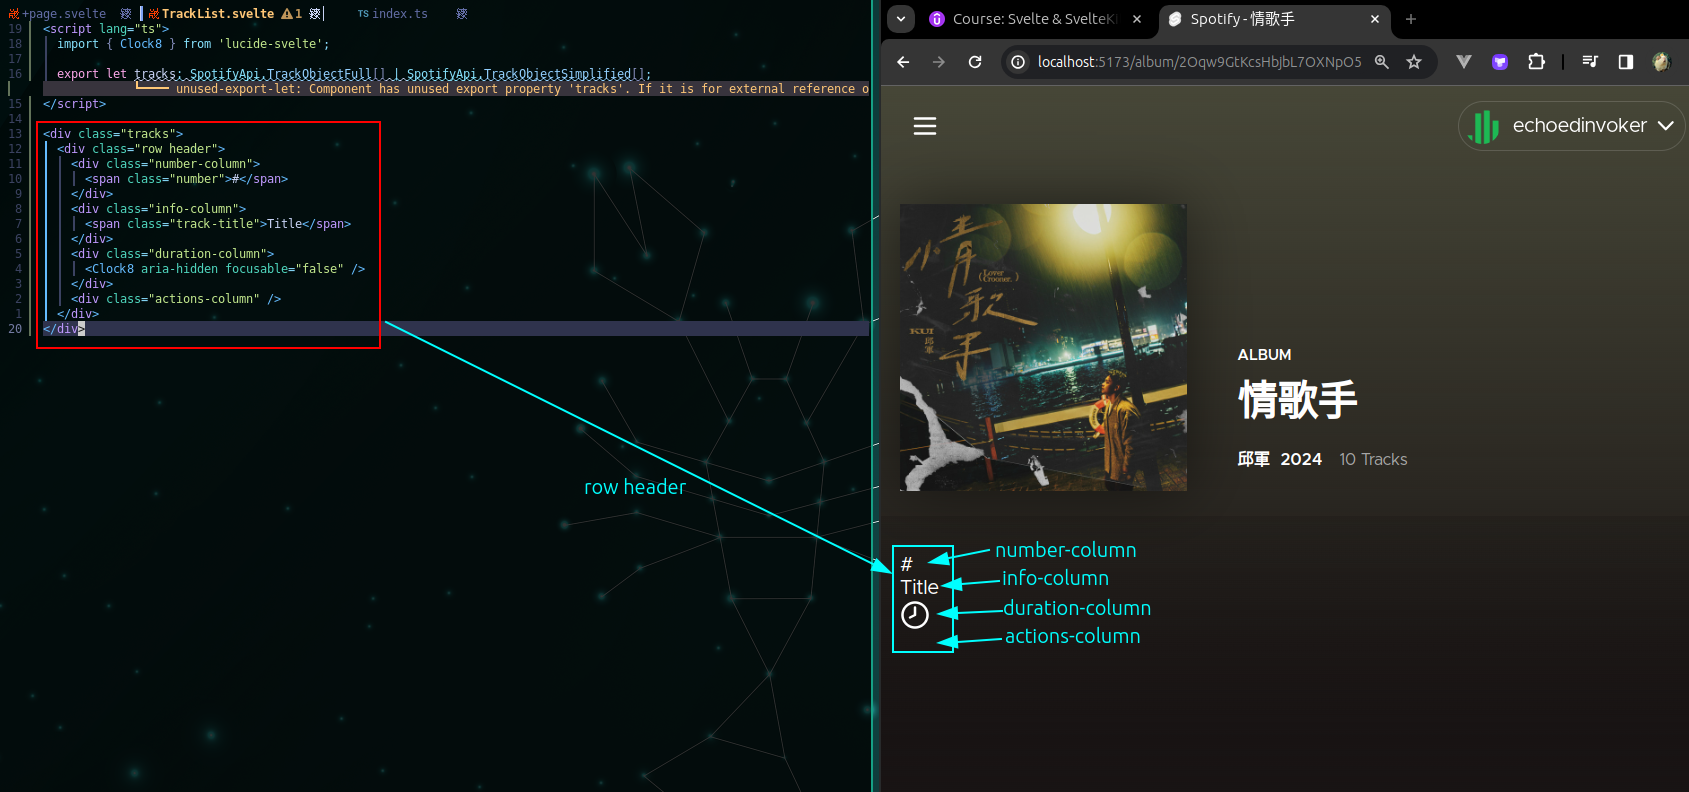 +page.svelte TrackList.svelte 1 TS index.ts
19 <script lang="ts">
18 import { Clock8 } from 'lucide-svelte';
17
16 export let tracks: SpotifyApi.TrackObjectFull[] | SpotifyApi.TrackObjectSimplified[];
unused-export-let: Component has unused export property 'tracks'. If it is for external reference o
15 </script>
14
13 <div class="tracks">
12 <div class="row header">
11 <div class="number-column">
10 <span class="number">#</span>
9 </div>
8 <div class="info-column">
7 <span class="track-title">Title</span>
6 </div>
5 <div class="duration-column">
4 <Clock8 aria-hidden focusable="false" />
3 </div>
2 <div class="actions-column" />
1 </div>
20 </div>
row header
Course: Svelte & SvelteKi
Spotify - 情歌手
localhost:5173/album/2Oqw9GtKcsHbjbL7OXNpO5
echoedinvoker
情歌手
(Lover Crooner.)
KUI
邱軍
ALBUM
情歌手
邱軍 2024 10 Tracks
# number-column
Title info-column
duration-column
actions-column